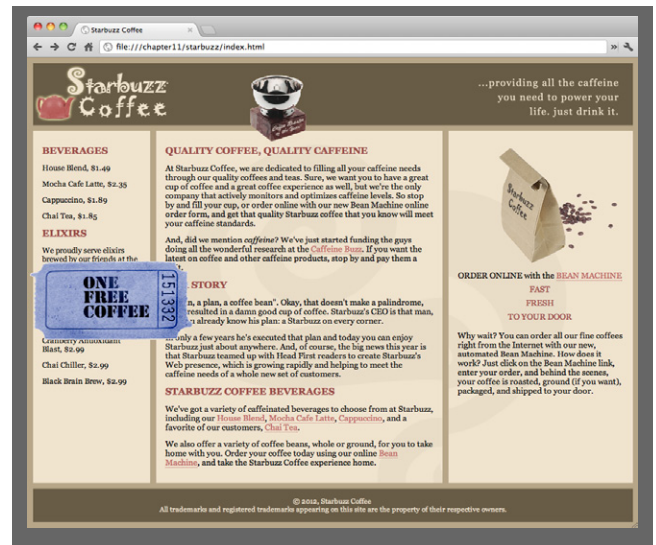 Starbuzz Coffee
file:///chapter11/starbuzz/index.html
Starbuzz
Coffee
...providing all the caffeine
you need to power your
life. just drink it.
BEVERAGES
House Blend, $1.49
Mocha Cafe Latte, $2.35
Cappuccino, $1.89
Chai Tea, $1.85
ELIXIRS
We proudly serve elixirs
brewed by our friends at the
ONE
FREE
COFFEE
151332
Cranberry Antioxidant
Blast, $2.99
Chai Chiller, $2.99
Black Brain Brew, $2.99
QUALITY COFFEE, QUALITY CAFFEINE
At Starbuzz Coffee, we are dedicated to filling all your caffeine needs
through our quality coffees and teas. Sure, we want you to have a great
cup of coffee and a great coffee experience as well, but we're the only
company that actively monitors and optimizes caffeine levels. So stop
by and fill your cup, or order online with our new Bean Machine online
order form, and get that quality Starbuzz coffee that you know will meet
your caffeine standards.
And, did we mention caffeine? We've just started funding the guys
doing all the wonderful research at the Caffeine Buzz. If you want the
latest on coffee and other caffeine products, stop by and pay them a
STORY
a plan, a coffee bean". Okay, that doesn't make a palindrome,
resulted in a damn good cup of coffee. Starbuzz's CEO is that man,
already know his plan: a Starbuzz on every corner.
only a few years he's executed that plan and today you can enjoy
Starbuzz just about anywhere. And, of course, the big news this year is
that Starbuzz teamed up with Head First readers to create Starbuzz's
Web presence, which is growing rapidly and helping to meet the
caffeine needs of a whole new set of customers.
STARBUZZ COFFEE BEVERAGES
We've got a variety of caffeinated beverages to choose from at Starbuzz,
including our House Blend, Mocha Cafe Latte, Cappuccino, and a
favorite of our customers, Chai Tea.
We also offer a variety of coffee beans, whole or ground, for you to take
home with you. Order your coffee today using our online Bean
Machine, and take the Starbuzz Coffee experience home.
Starbuzz
Coffee
ORDER ONLINE with the BEAN MACHINE
FAST
FRESH
TO YOUR DOOR
Why wait? You can order all our fine coffees
right from the Internet with our new,
automated Bean Machine. How does it
work? Just click on the Bean Machine link,
enter your order, and behind the scenes,
your coffee is roasted, ground (if you want),
packaged, and shipped to your door.
© 2012, Starbuzz Coffee
All trademarks and registered trademarks appearing on this site are the property of their respective owners.